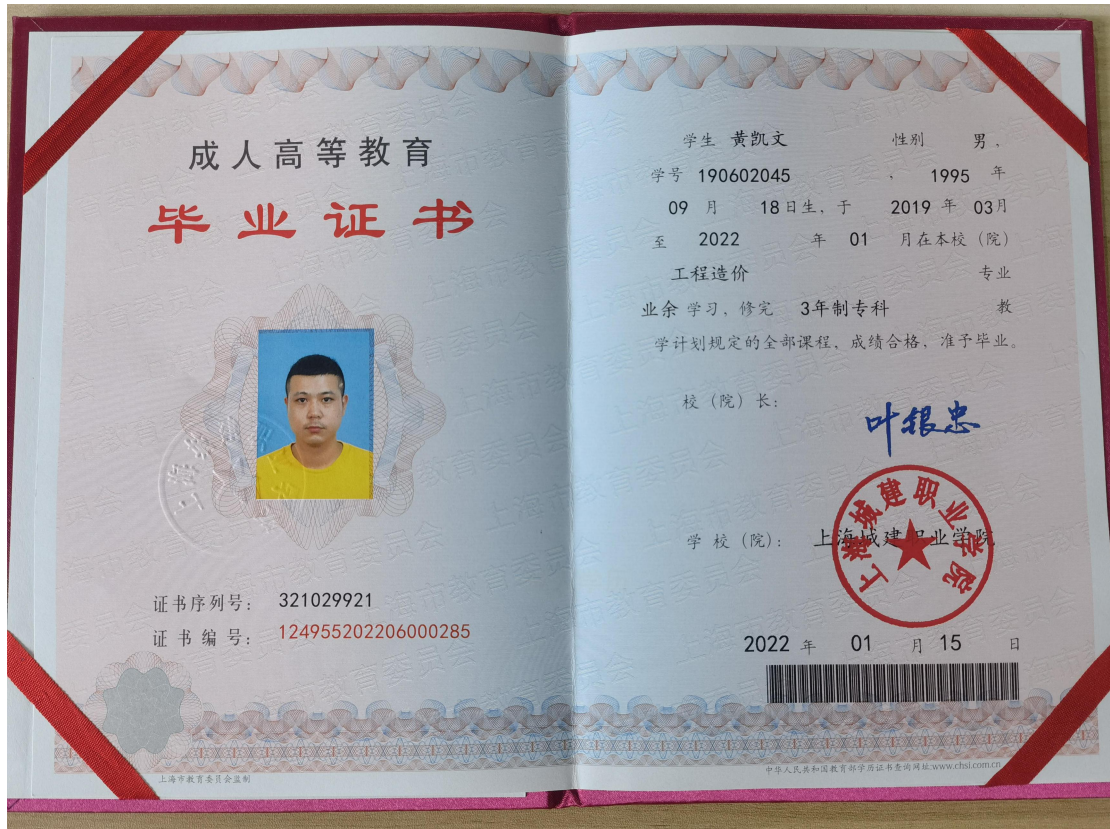 成人高等教育
毕业证书
证书序列号： 321029921
证书编号： 124955202206000285
上海市教育委员会监制
学生 黄凯文 性别 男，
学号 190602045 ， 1995 年
09 月 18日生，于 2019 年 03月
至 2022 年 01 月在本校（院）
工程造价 专业
业余 学习，修完 3年制专科 教
学计划规定的全部课程，成绩合格，准予毕业。
校（院）长：
叶银忠
学校（院）： 上海城建职业学院
上海城建职业学院
2022 年 01 月 15 日
中华人民共和国教育部学历证书查询网址:www.chsi.com.cn